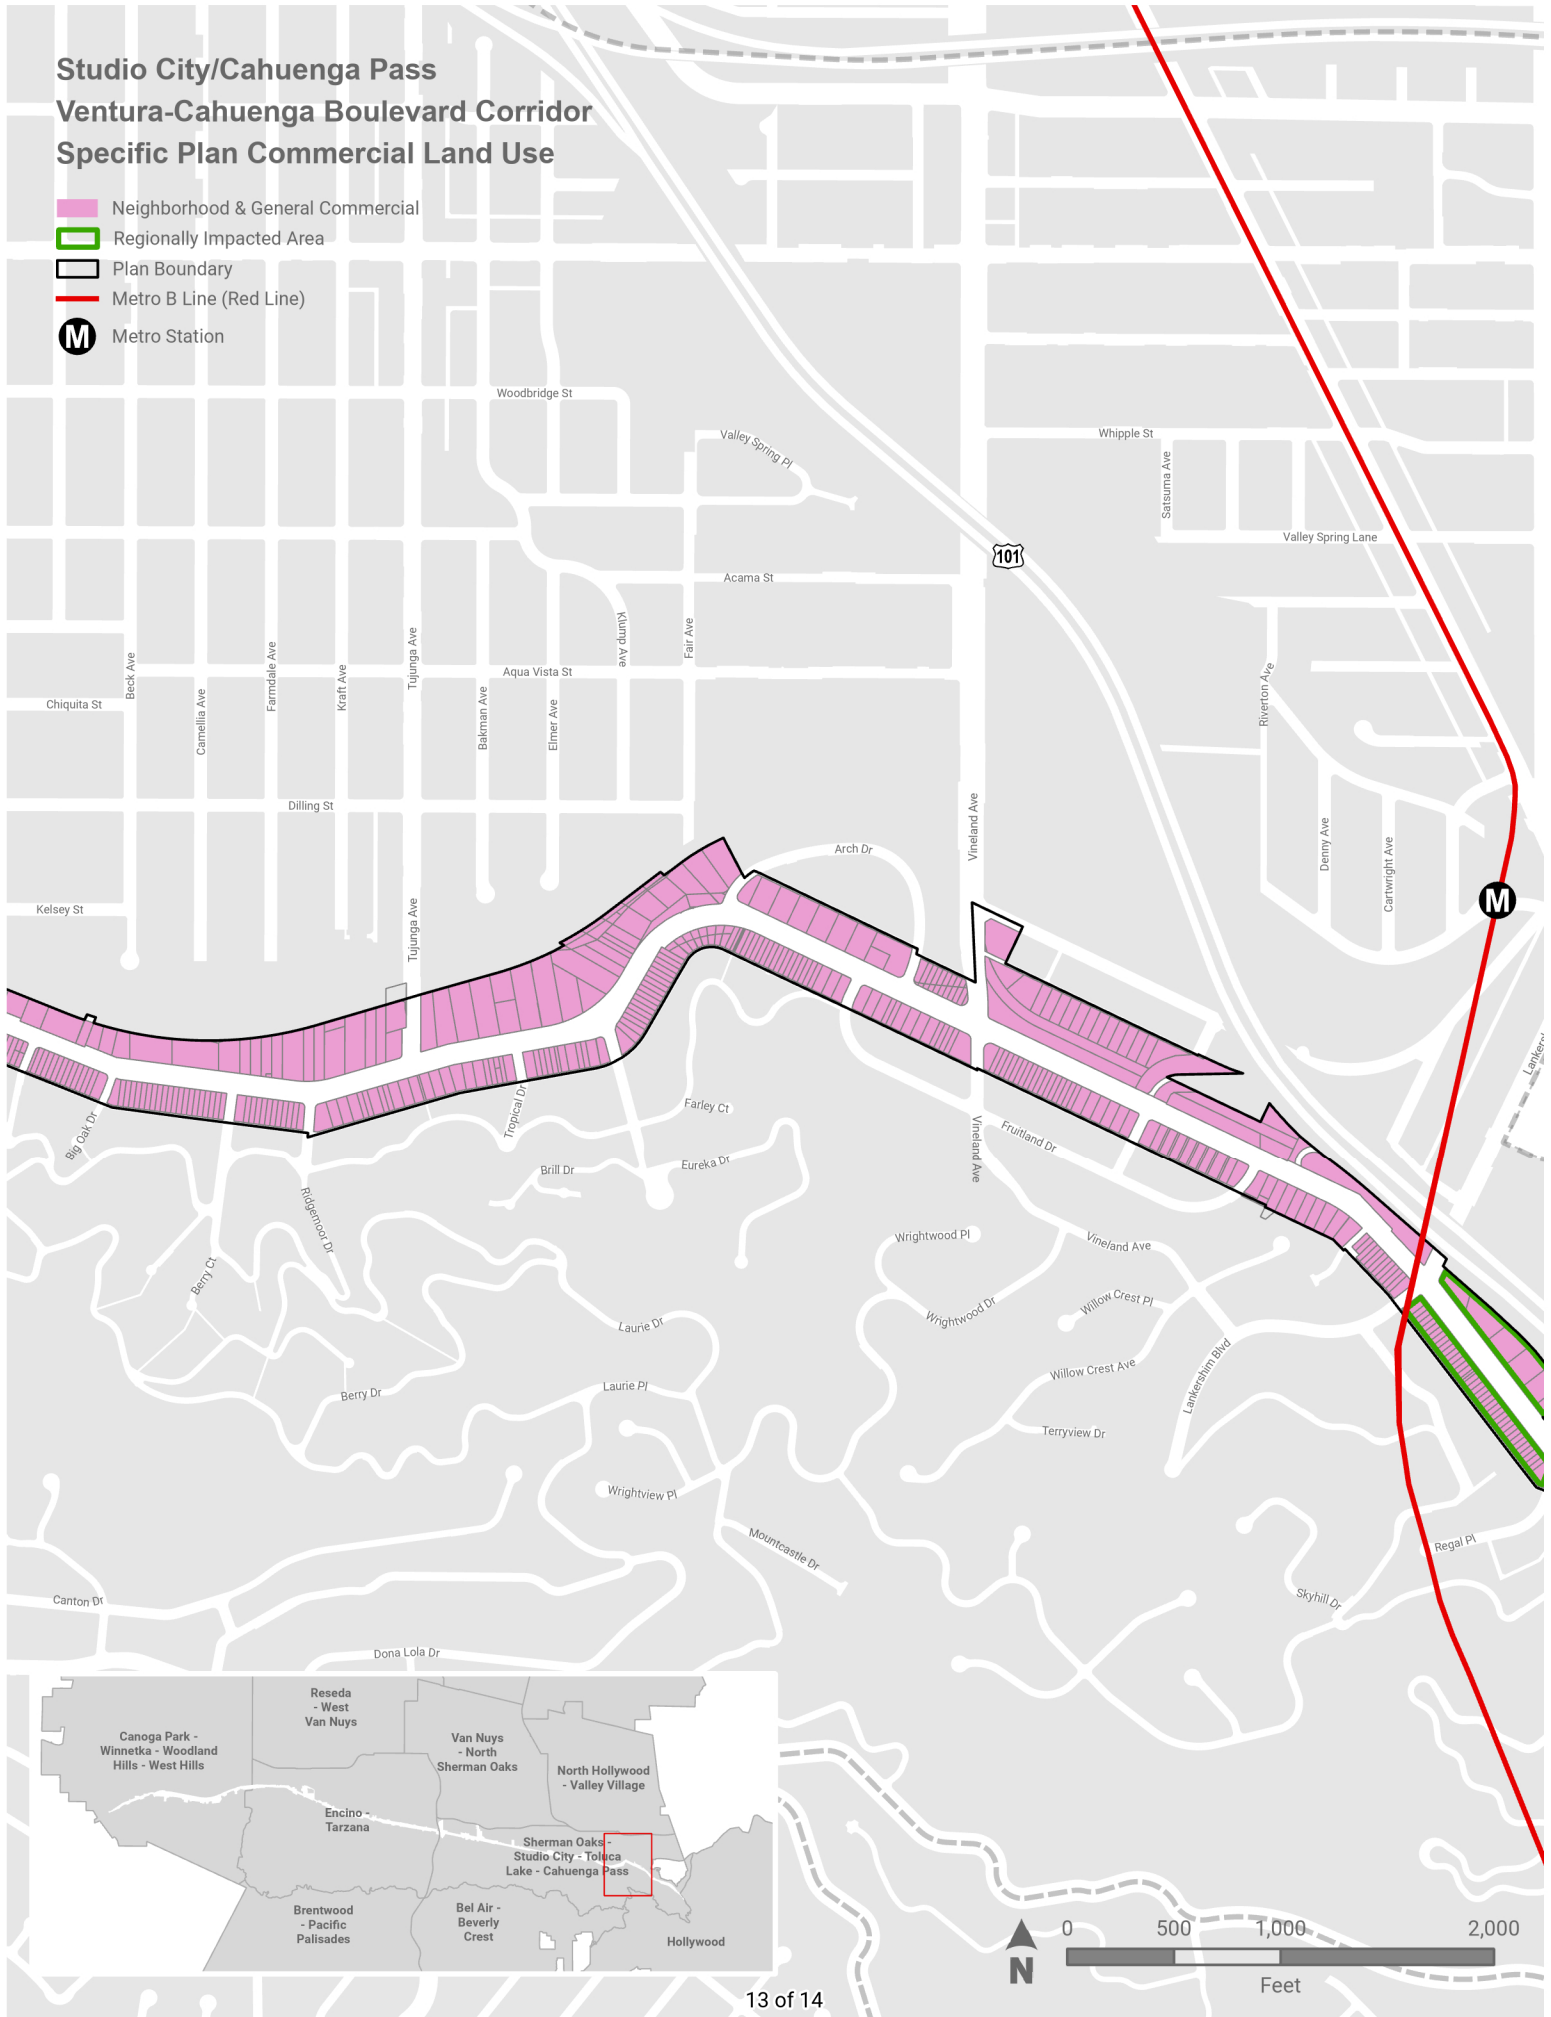 Studio City/Cahuenga Pass
Ventura-Cahuenga Boulevard Corridor
Specific Plan Commercial Land Use
Neighborhood & General Commercial
Regionally Impacted Area
Plan Boundary
Metro B Line (Red Line)
M
Metro Station
Woodbridge St
Valley Spring Pl
Whipple St
Satsuma Ave
Valley Spring Lane
101
Acama St
Klump Ave
Fair Ave
Tujunga Ave
Farmdale Ave
Beck Ave
Kraft Ave
Camellia Ave
Aqua Vista St
Bakman Ave
Elmer Ave
Riverton Ave
Chiquita St
Dilling St
Vineland Ave
Arch Dr
Denny Ave
Cartwright Ave
M
Kelsey St
Tujunga Ave
Big Oak Dr
Tropical Dr
Farley Ct
Vineland Ave
Fruitland Dr
Brill Dr
Eureka Dr
Ridgemoor Dr
Berry Ct
Wrightwood Pl
Vineland Ave
Wrightwood Dr
Willow Crest Pl
Laurie Dr
Lankershim Blvd
Willow Crest Ave
Berry Dr
Laurie Pl
Terryview Dr
Wrightview Pl
Mountcastle Dr
Regal Pl
Canton Dr
Skyhill Dr
Dona Lola Dr
Canoga Park -
Winnetka - Woodland
Hills - West Hills
Reseda
- West
Van Nuys
Van Nuys
- North
Sherman Oaks
North Hollywood
- Valley Village
Encino -
Tarzana
Sherman Oaks -
Studio City - Toluca
Lake - Cahuenga Pass
Brentwood
- Pacific
Palisades
Bel Air -
Beverly
Crest
Hollywood
N
0 500 1,000 2,000
Feet
13 of 14